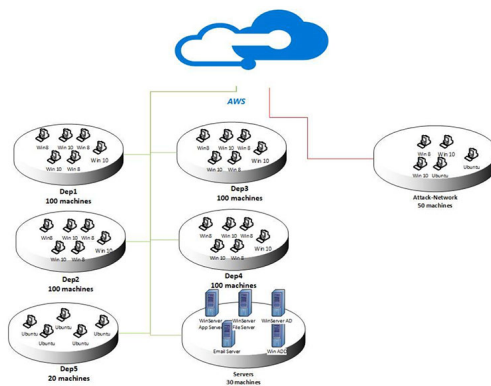 AWS
Win8 Win 10 Win 8
Win 10 Win 8 Win 10
Dep1
100 machines
Win8 Win 10 Win 8
Win 10 Win 8 Win 10
Dep3
100 machines
Win 8 Win 8
Win 10 Ubuntu Ubuntu
Attack-Network
50 machines
Win8 Win 10 Win 8
Win 10 Win 8 Win 10
Dep2
100 machines
Win8 Win 10 Win 8
Win 10 Win 8 Win 10
Dep4
100 machines
Ubuntu Ubuntu Ubuntu
Ubuntu Ubuntu
Dep5
20 machines
WinServer WinServer WinServer AD
App Server File Server
Email Server Win ADD
Servers
30 machines